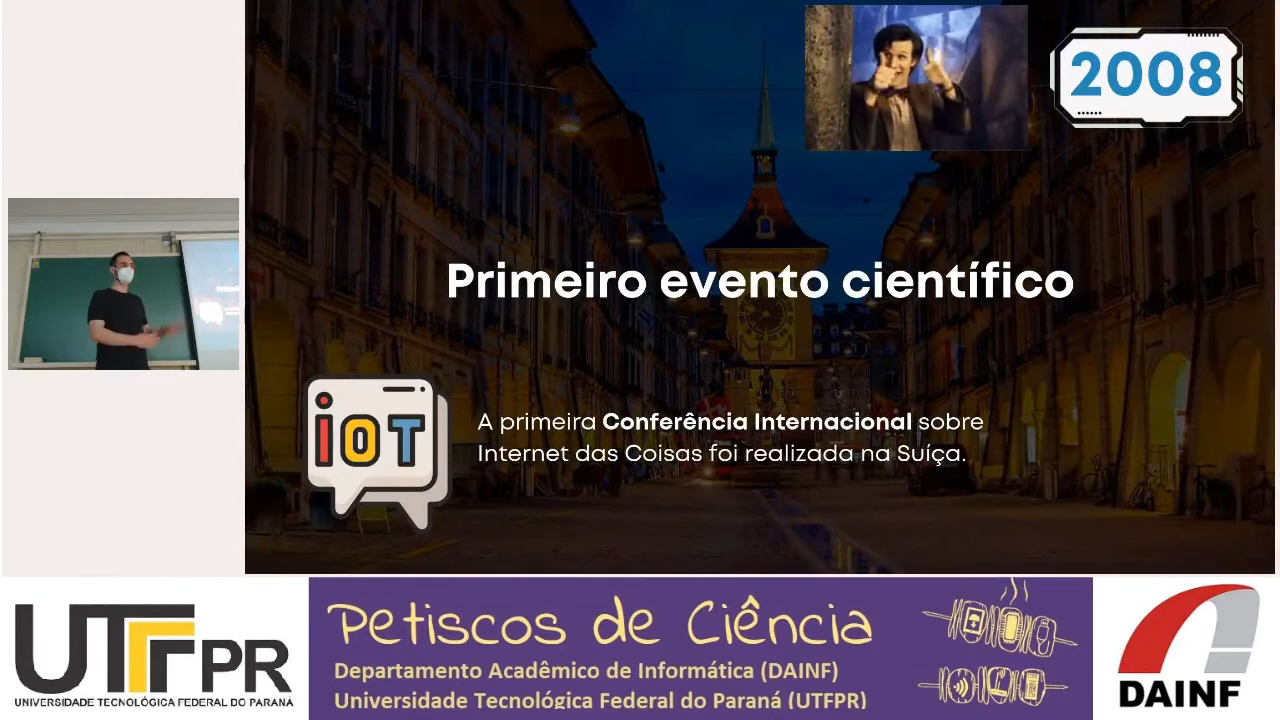 2008
Primeiro evento científico
iOT
A primeira Conferência Internacional sobre
Internet das Coisas foi realizada na Suíça.
UTFPR
UNIVERSIDADE TECNOLÓGICA FEDERAL DO PARANÁ
Petiscos de Ciência
Departamento Acadêmico de Informática (DAINF)
Universidade Tecnológica Federal do Paraná (UTFPR)
DAINF